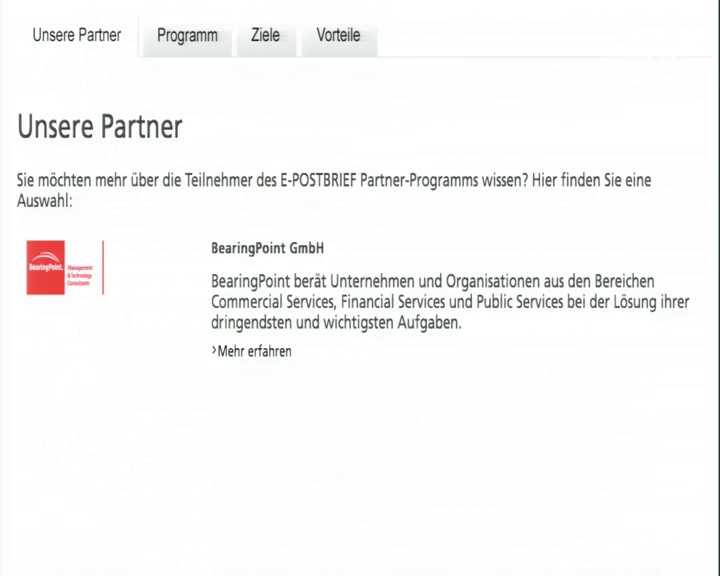 Unsere Partner Programm Ziele Vorteile
Unsere Partner
Sie möchten mehr über die Teilnehmer des E-POSTBRIEF Partner-Programms wissen? Hier finden Sie eine
Auswahl:
BearingPoint.
Management
& Technology
Consultants
BearingPoint GmbH
BearingPoint berät Unternehmen und Organisationen aus den Bereichen
Commercial Services, Financial Services und Public Services bei der Lösung ihrer
dringendsten und wichtigsten Aufgaben.
›Mehr erfahren